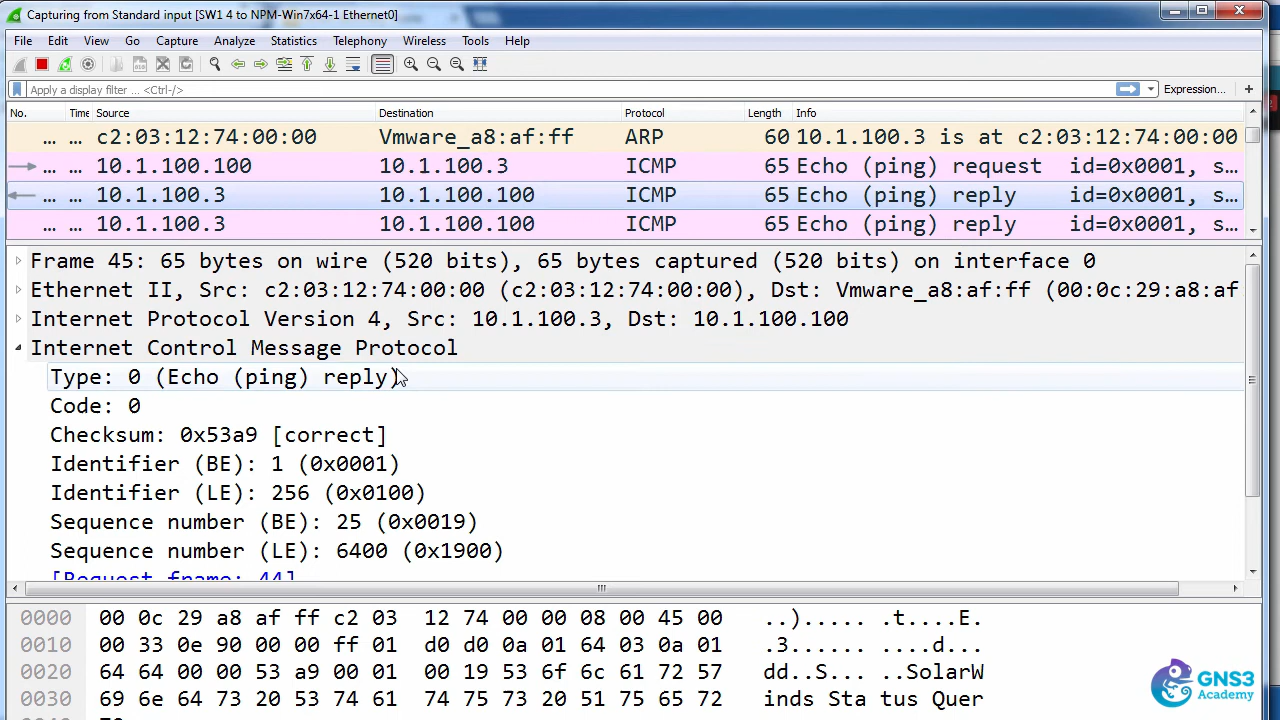 Capturing from Standard input [SW1 4 to NPM-Win7x64-1 Ethernet0]
File Edit View Go Capture Analyze Statistics Telephony Wireless Tools Help
Apply a display filter ... <Ctrl-/> Expression... +
No. Time Source Destination Protocol Length Info
... ... c2:03:12:74:00:00 Vmware_a8:af:ff ARP 60 10.1.100.3 is at c2:03:12:74:00:00
... ... 10.1.100.100 10.1.100.3 ICMP 65 Echo (ping) request id=0x0001, s...
... ... 10.1.100.3 10.1.100.100 ICMP 65 Echo (ping) reply id=0x0001, s...
... ... 10.1.100.3 10.1.100.100 ICMP 65 Echo (ping) reply id=0x0001, s...
Frame 45: 65 bytes on wire (520 bits), 65 bytes captured (520 bits) on interface 0
Ethernet II, Src: c2:03:12:74:00:00 (c2:03:12:74:00:00), Dst: Vmware_a8:af:ff (00:0c:29:a8:af
Internet Protocol Version 4, Src: 10.1.100.3, Dst: 10.1.100.100
Internet Control Message Protocol
Type: 0 (Echo (ping) reply)
Code: 0
Checksum: 0x53a9 [correct]
Identifier (BE): 1 (0x0001)
Identifier (LE): 256 (0x0100)
Sequence number (BE): 25 (0x0019)
Sequence number (LE): 6400 (0x1900)
[Request frame: 44]
0000 00 0c 29 a8 af ff c2 03 12 74 00 00 08 00 45 00 ..)..... .t....E.
0010 00 33 0e 90 00 00 ff 01 d0 d0 0a 01 64 03 0a 01 .3...... ....d...
0020 64 64 00 00 53 a9 00 01 00 19 53 6f 6c 61 72 57 dd..S... ..SolarW
0030 69 6e 64 73 20 53 74 61 74 75 73 20 51 75 65 72 inds Sta tus Quer
GNS3
Academy